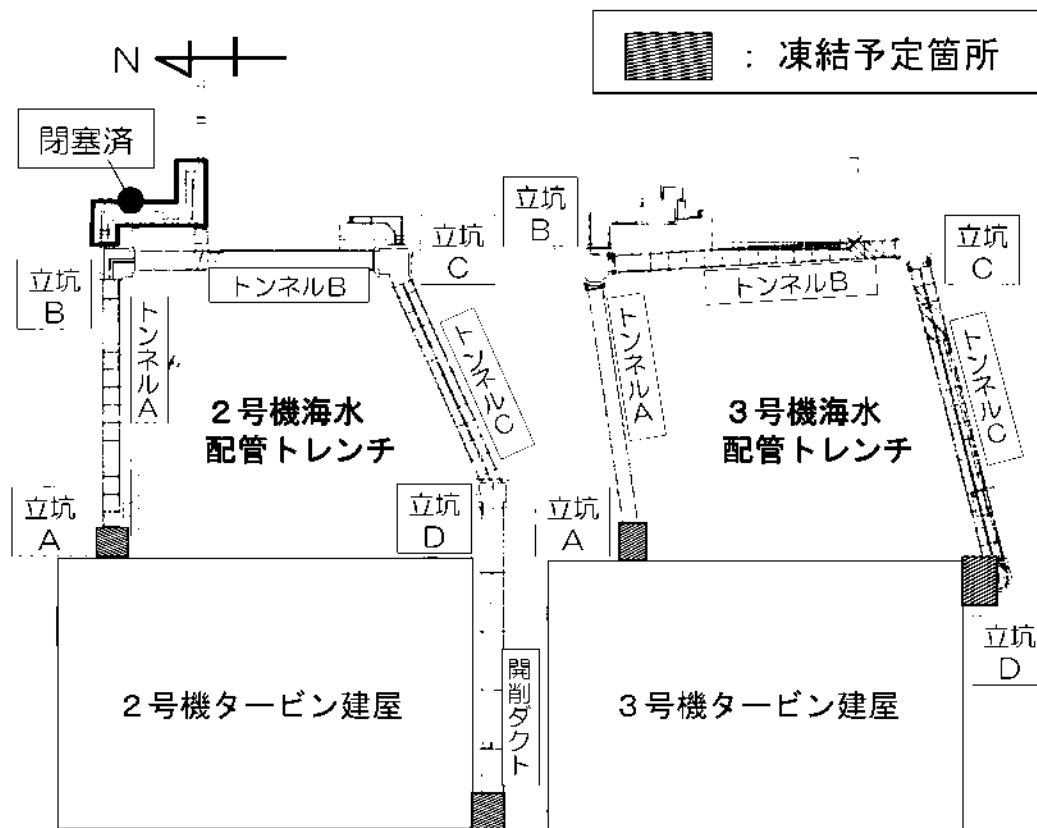 N
：凍結予定箇所
閉塞済
立坑
B
立坑
C
立坑
B
立坑
C
トンネルB
トンネルB
トンネルA
トンネルC
トンネルA
トンネルC
２号機海水
配管トレンチ
３号機海水
配管トレンチ
立坑
A
立坑
D
立坑
A
立坑
D
開削ダクト
２号機タービン建屋
３号機タービン建屋